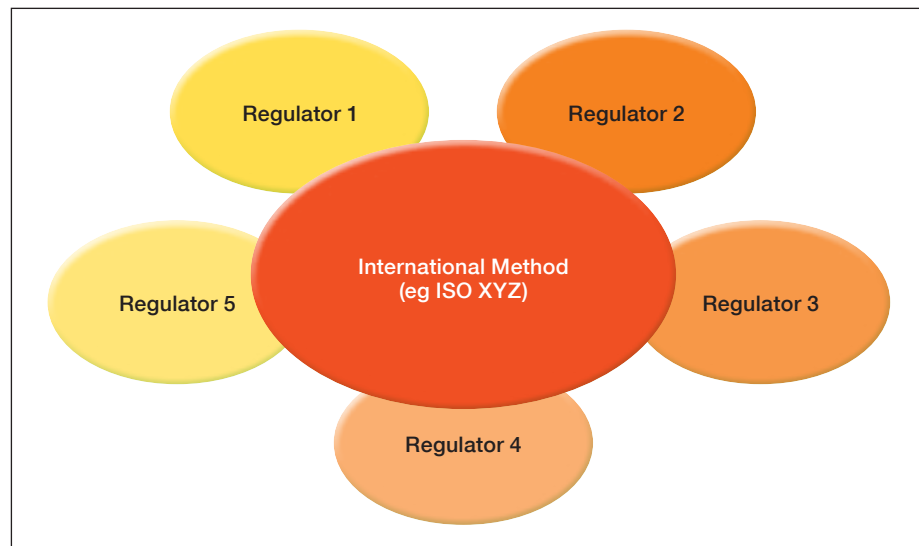 Regulator 1
Regulator 2
International Method
(eg ISO XYZ)
Regulator 5
Regulator 3
Regulator 4